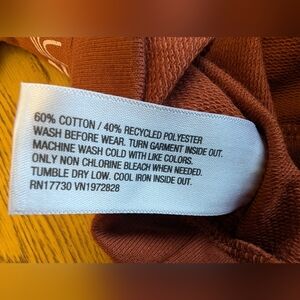 60% COTTON / 40% RECYCLED POLYESTER
WASH BEFORE WEAR. TURN GARMENT INSIDE OUT.
MACHINE WASH COLD WITH LIKE COLORS.
ONLY NON CHLORINE BLEACH WHEN NEEDED.
TUMBLE DRY LOW. COOL IRON INSIDE OUT.
RN17730 VN1972828